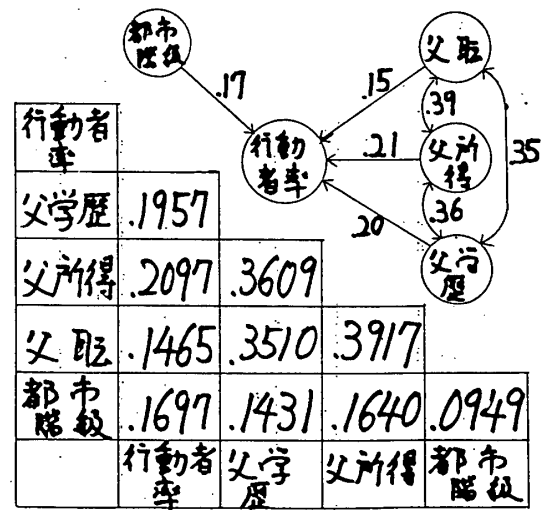 都市
階級
父職
.17
.15
.39
行動
者率
.21
父所
得
.35
.36
.20
父学
歴
行動者
率
父学歴 .1957
父所得 .2097 .3609
父職 .1465 .3510 .3917
都市
階級 .1697 .1431 .1640 .0949
行動者
率
父学
歴
父所得
都市
階級